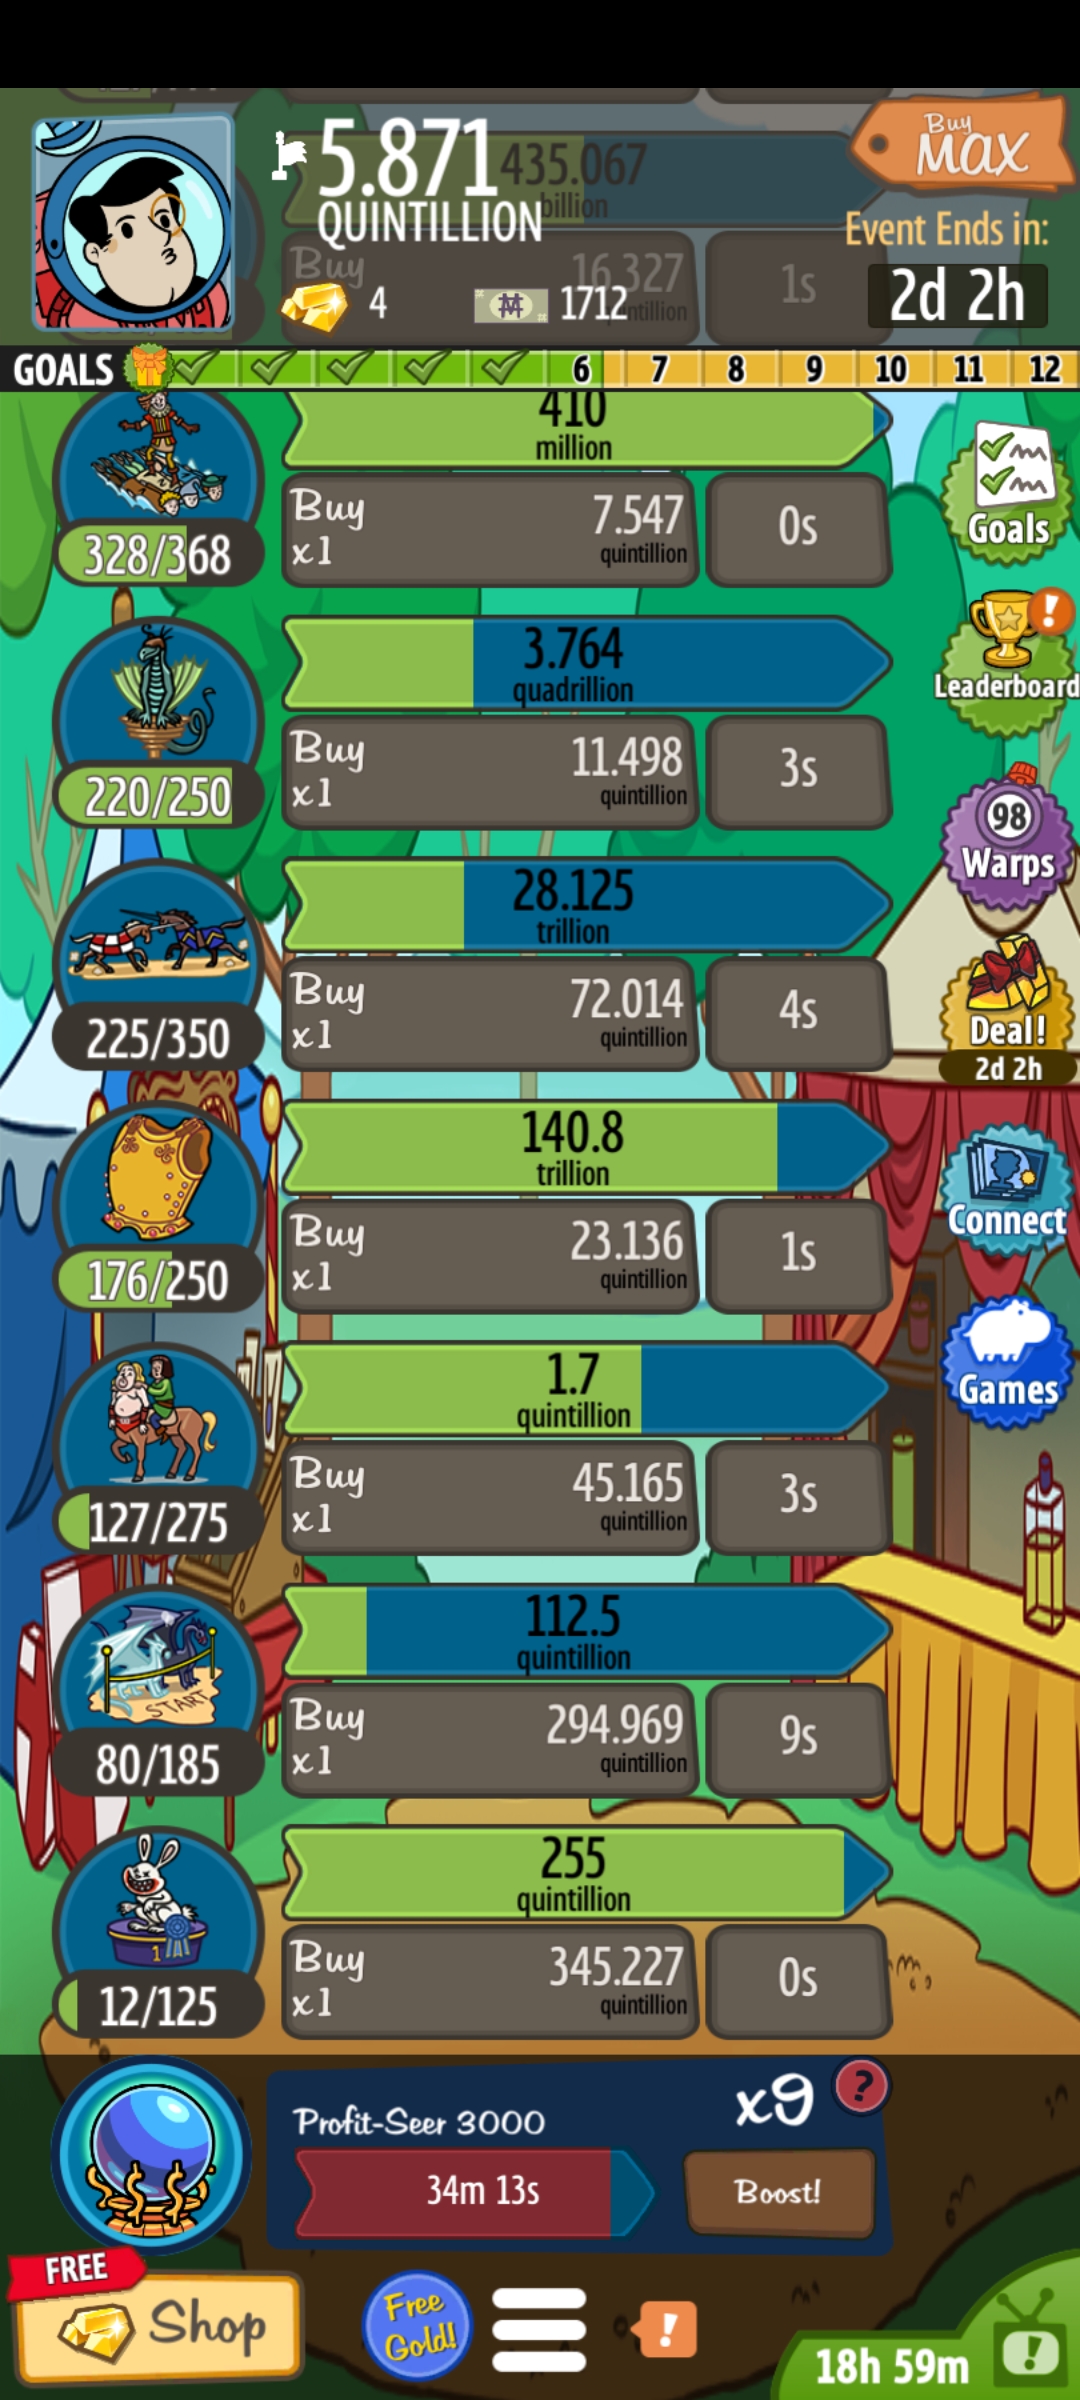 5.871
QUINTILLION
435.067
billion
Buy
MAX
Event Ends in:
2d 2h
Buy
16.327
1s
4
1712
GOALS
6 7 8 9 10 11 12
410
million
Buy
x1
7.547
quintillion
0s
328/368
Goals
3.764
quadrillion
Buy
x1
11.498
quintillion
3s
220/250
Leaderboard
98
Warps
28.125
trillion
Buy
x1
72.014
quintillion
4s
225/350
Deal!
2d 2h
140.8
trillion
Buy
x1
23.136
quintillion
1s
176/250
Connect
1.7
quintillion
Buy
x1
45.165
quintillion
3s
127/275
Games
START
112.5
quintillion
Buy
x1
294.969
quintillion
9s
80/185
1
255
quintillion
Buy
x1
345.227
quintillion
0s
12/125
Profit-Seer 3000
x9
?
34m 13s
Boost!
FREE
Shop
Free
Gold!
!
18h 59m
!